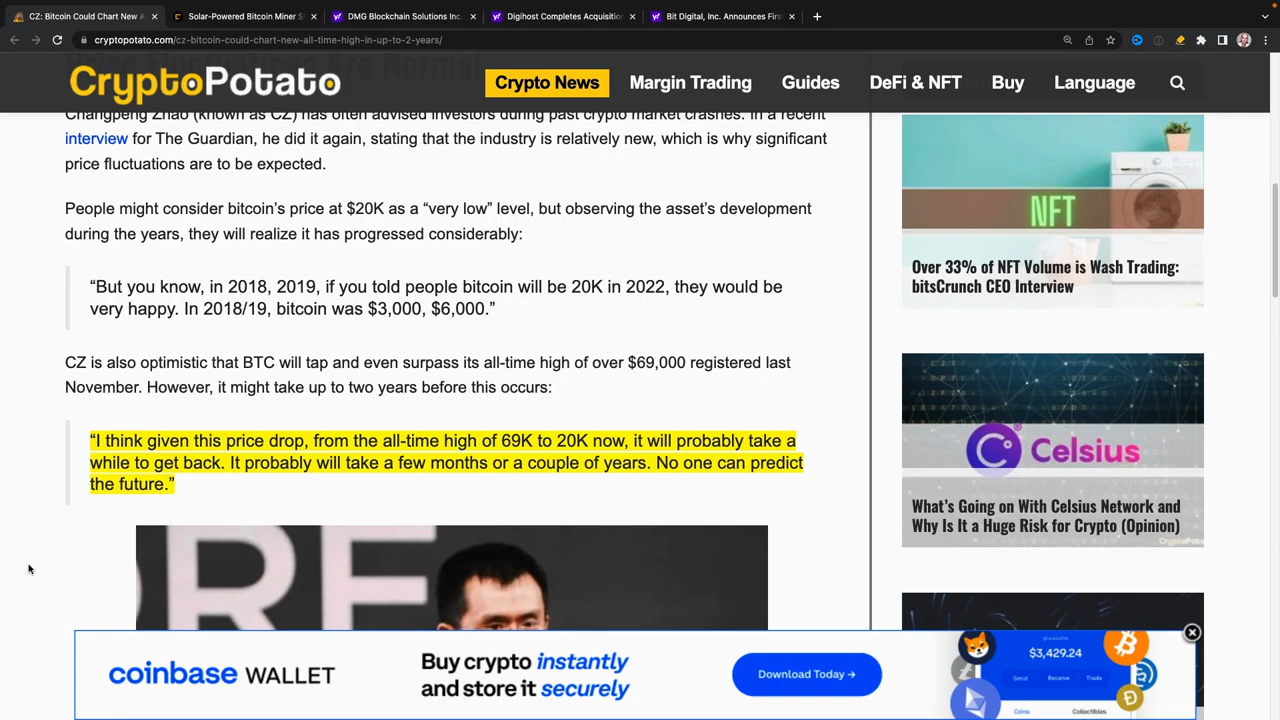 CZ: Bitcoin Could Chart New A
Solar-Powered Bitcoin Miner S
DMG Blockchain Solutions Inc.
Digihost Completes Acquisition
Bit Digital, Inc. Announces Firs
cryptopotato.com/cz-bitcoin-could-chart-new-all-time-high-in-up-to-2-years/
CryptoPotato
Crypto News
Margin Trading
Guides
DeFi & NFT
Buy
Language
Changpeng Zhao (known as CZ) has often advised investors during past crypto market crashes. In a recent
interview for The Guardian, he did it again, stating that the industry is relatively new, which is why significant
price fluctuations are to be expected.
People might consider bitcoin’s price at $20K as a “very low” level, but observing the asset’s development
during the years, they will realize it has progressed considerably:
“But you know, in 2018, 2019, if you told people bitcoin will be 20K in 2022, they would be
very happy. In 2018/19, bitcoin was $3,000, $6,000.”
CZ is also optimistic that BTC will tap and even surpass its all-time high of over $69,000 registered last
November. However, it might take up to two years before this occurs:
“I think given this price drop, from the all-time high of 69K to 20K now, it will probably take a
while to get back. It probably will take a few months or a couple of years. No one can predict
the future.”
NFT
Over 33% of NFT Volume is Wash Trading:
bitsCrunch CEO Interview
Celsius
What’s Going on With Celsius Network and
Why Is It a Huge Risk for Crypto (Opinion)
coinbase WALLET
Buy crypto instantly
and store it securely
Download Today →
$3,429.24
Send
Receive
Trade
Coins
Collectibles